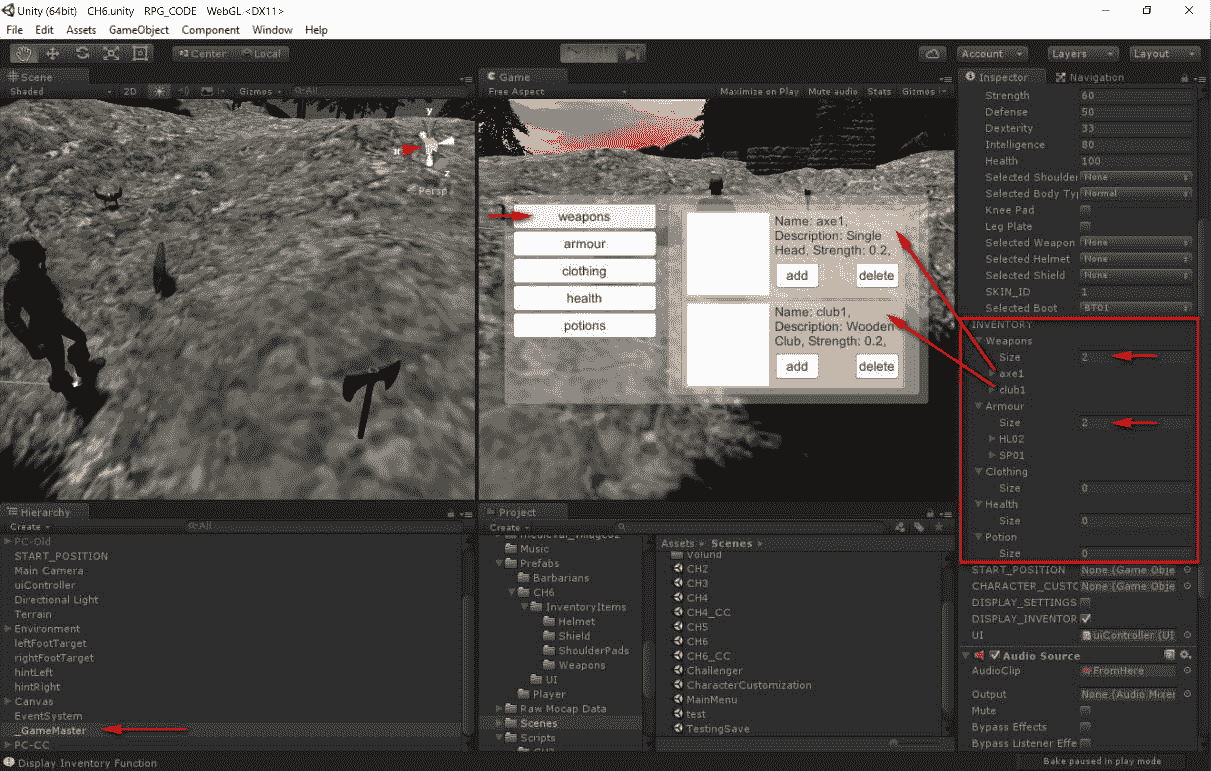 Unity (64bit) CH6.unity RPG_CODE WebGL <DX11>
File Edit Assets GameObject Component Window Help
Center Local
Account Layers Layout
Scene
Shaded 2D Gizmos All
y
x
z
Persp
Game
Free Aspect Maximize on Play Mute audio Stats Gizmos
weapons
armour
clothing
health
potions
Name: axe1,
Description: Single
Head, Strength: 0.2,
add delete
Name: club1,
Description: Wooden
Club, Strength: 0.2,
add delete
Inspector Navigation
Strength 60
Defense 50
Dexterity 33
Intelligence 80
Health 100
Selected Shoulder None
Selected Body Typ Normal
Knee Pad
Leg Plate
Selected Weapon None
Selected Helmet None
Selected Shield None
SKIN_ID 1
Selected Boot BT01
INVENTORY
Weapons
Size 2
axe1
club1
Armour
Size 2
HL02
SP01
Clothing
Size 0
Health
Size 0
Potion
Size 0
START_POSITION None (Game Obje
CHARACTER_CUSTC None (Game Obje
DISPLAY_SETTINGS
DISPLAY_INVENTOR
UI uiController (UI
Audio Source
AudioClip FromHere
Output None (Audio Mixer
Mute
Bypass Effects
Bypass Listener Effe
Hierarchy
Create All
PC-Old
START_POSITION
Main Camera
uiController
Directional Light
Terrain
Environment
leftFootTarget
rightFootTarget
hintLeft
hintRight
Canvas
EventSystem
_GameMaster
PC-CC
Project
Create
Music
Prefabs
Barbarians
CH6
InventoryItems
Helmet
Shield
ShoulderPads
Weapons
UI
Player
Raw Mocap Data
Scenes
Scripts
Assets Scenes
Volund
CH2
CH3
CH4
CH4_CC
CH5
CH6
CH6_CC
Challenger
CharacterCustomization
MainMenu
test
TestingSave
Display Inventory Function
Bake paused in play mode